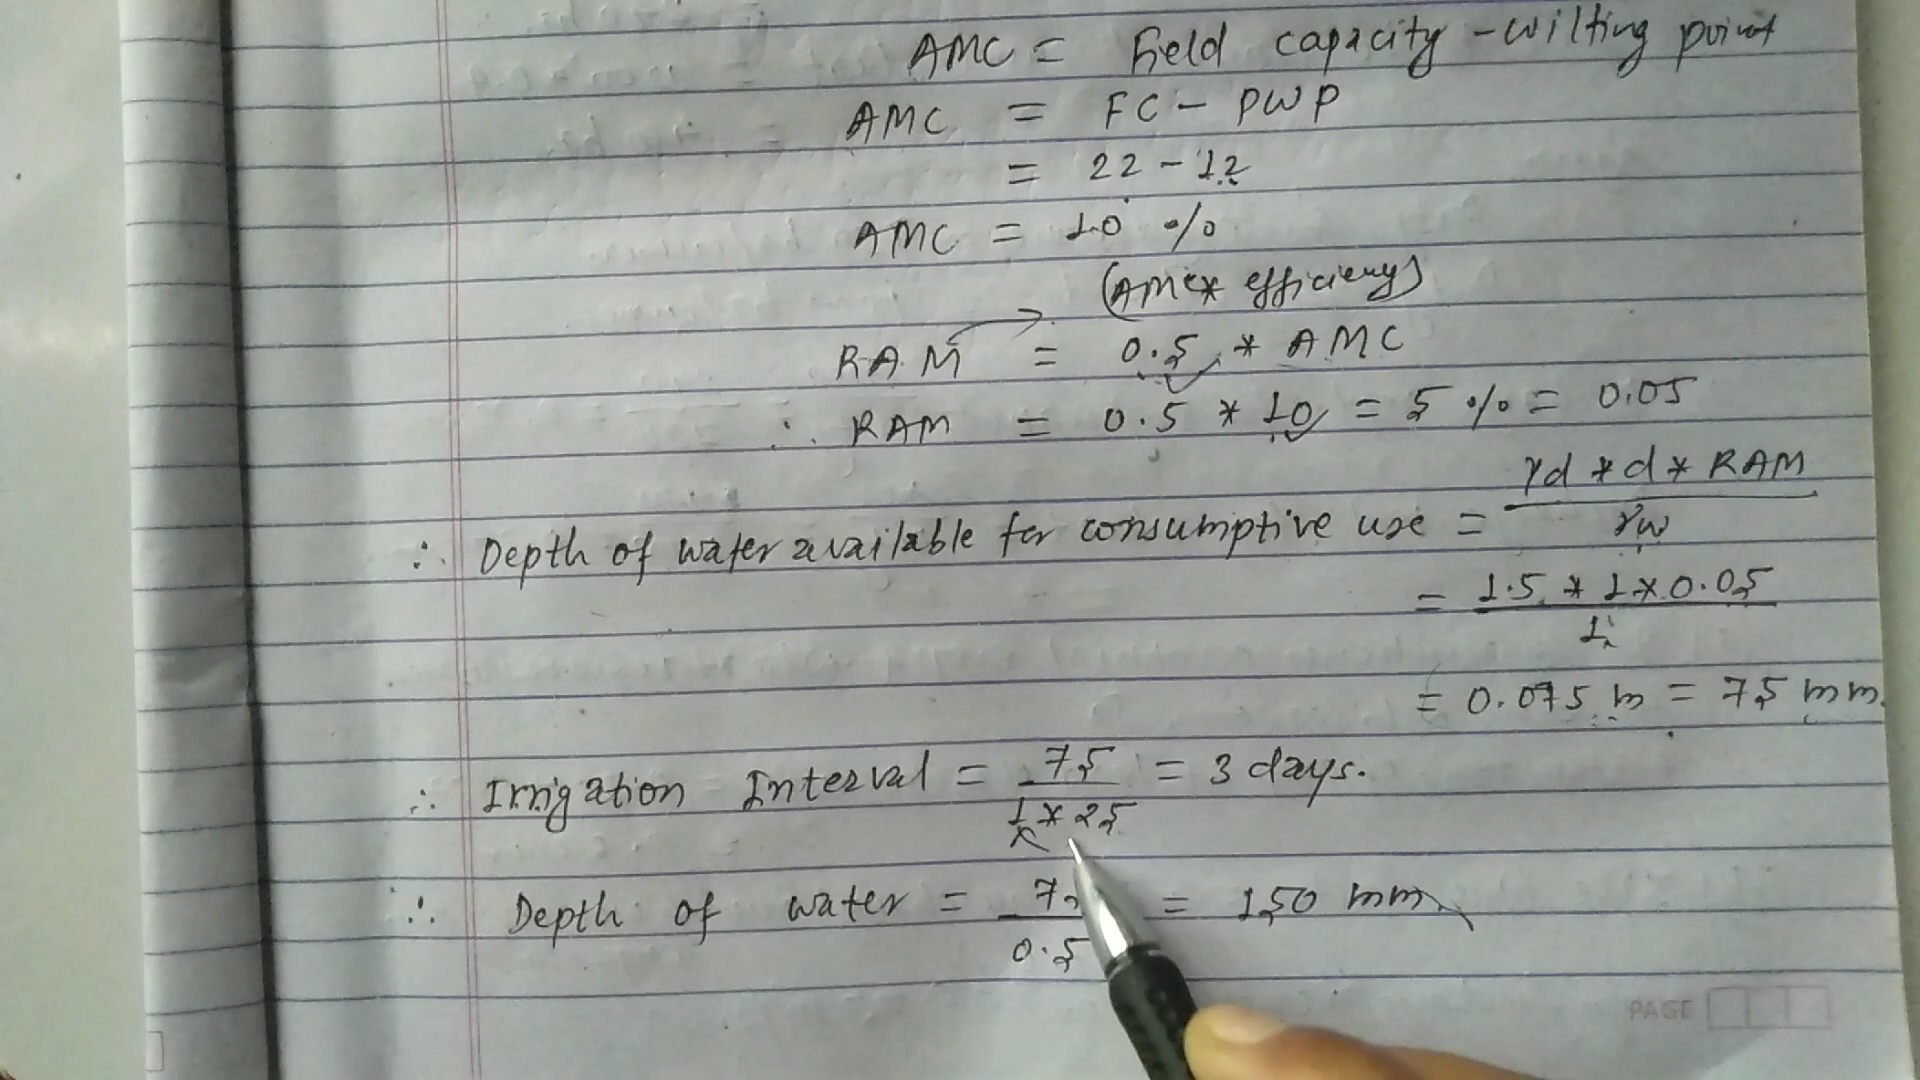 AMC = Field capacity - wilting point
AMC = FC - PWP
= 22 - 12
AMC = 10 %
(AMC * efficiency)
RAM = 0.5 * AMC
∴ RAM = 0.5 * 10 = 5 % = 0.05
∴ Depth of water available for consumptive use = γd * d * RAM / γw
= 1.5 * 1 * 0.05 / 1
= 0.075 m = 75 mm
∴ Irrigation Interval = 75 / 1 * 25 = 3 days.
∴ Depth of water = 7 / 0.5 = 150 mm
PAGE